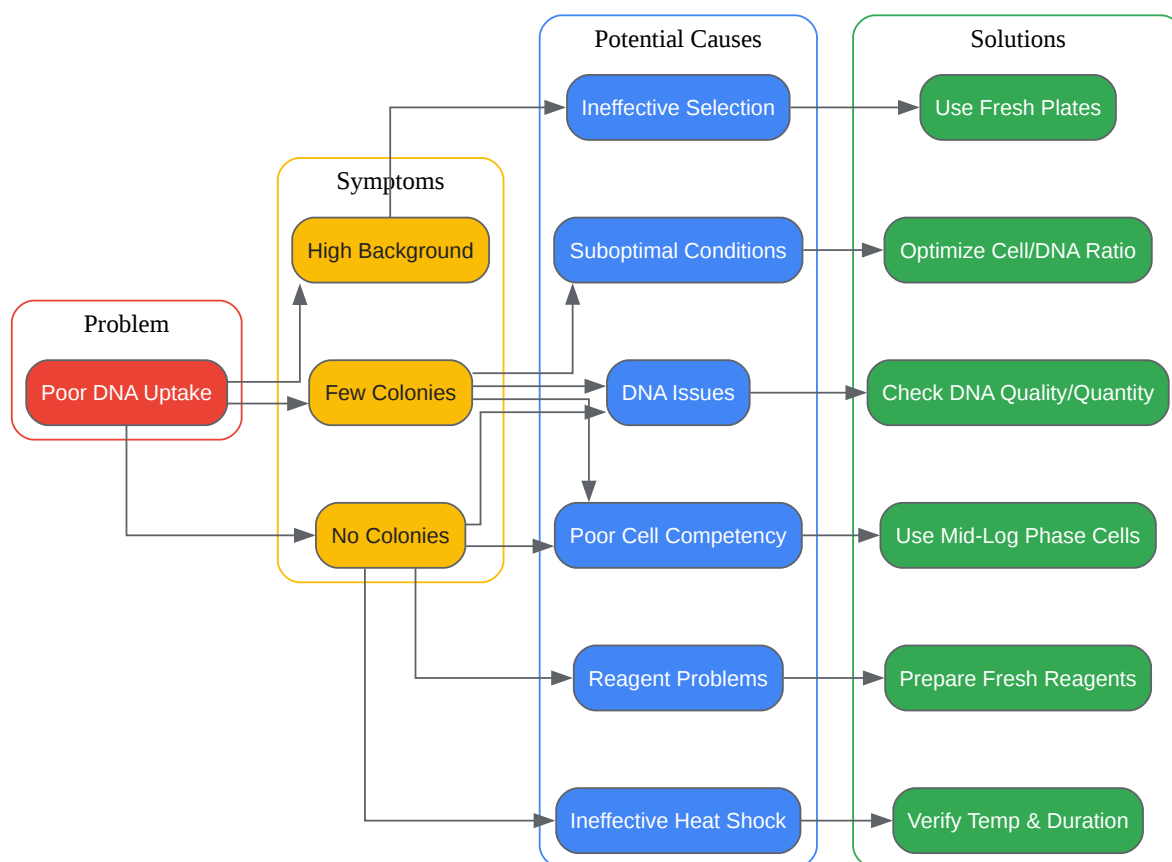 Problem
Poor DNA Uptake
Symptoms
High Background
Few Colonies
No Colonies
Potential Causes
Ineffective Selection
Suboptimal Conditions
DNA Issues
Poor Cell Competency
Reagent Problems
Ineffective Heat Shock
Solutions
Use Fresh Plates
Optimize Cell/DNA Ratio
Check DNA Quality/Quantity
Use Mid-Log Phase Cells
Prepare Fresh Reagents
Verify Temp & Duration